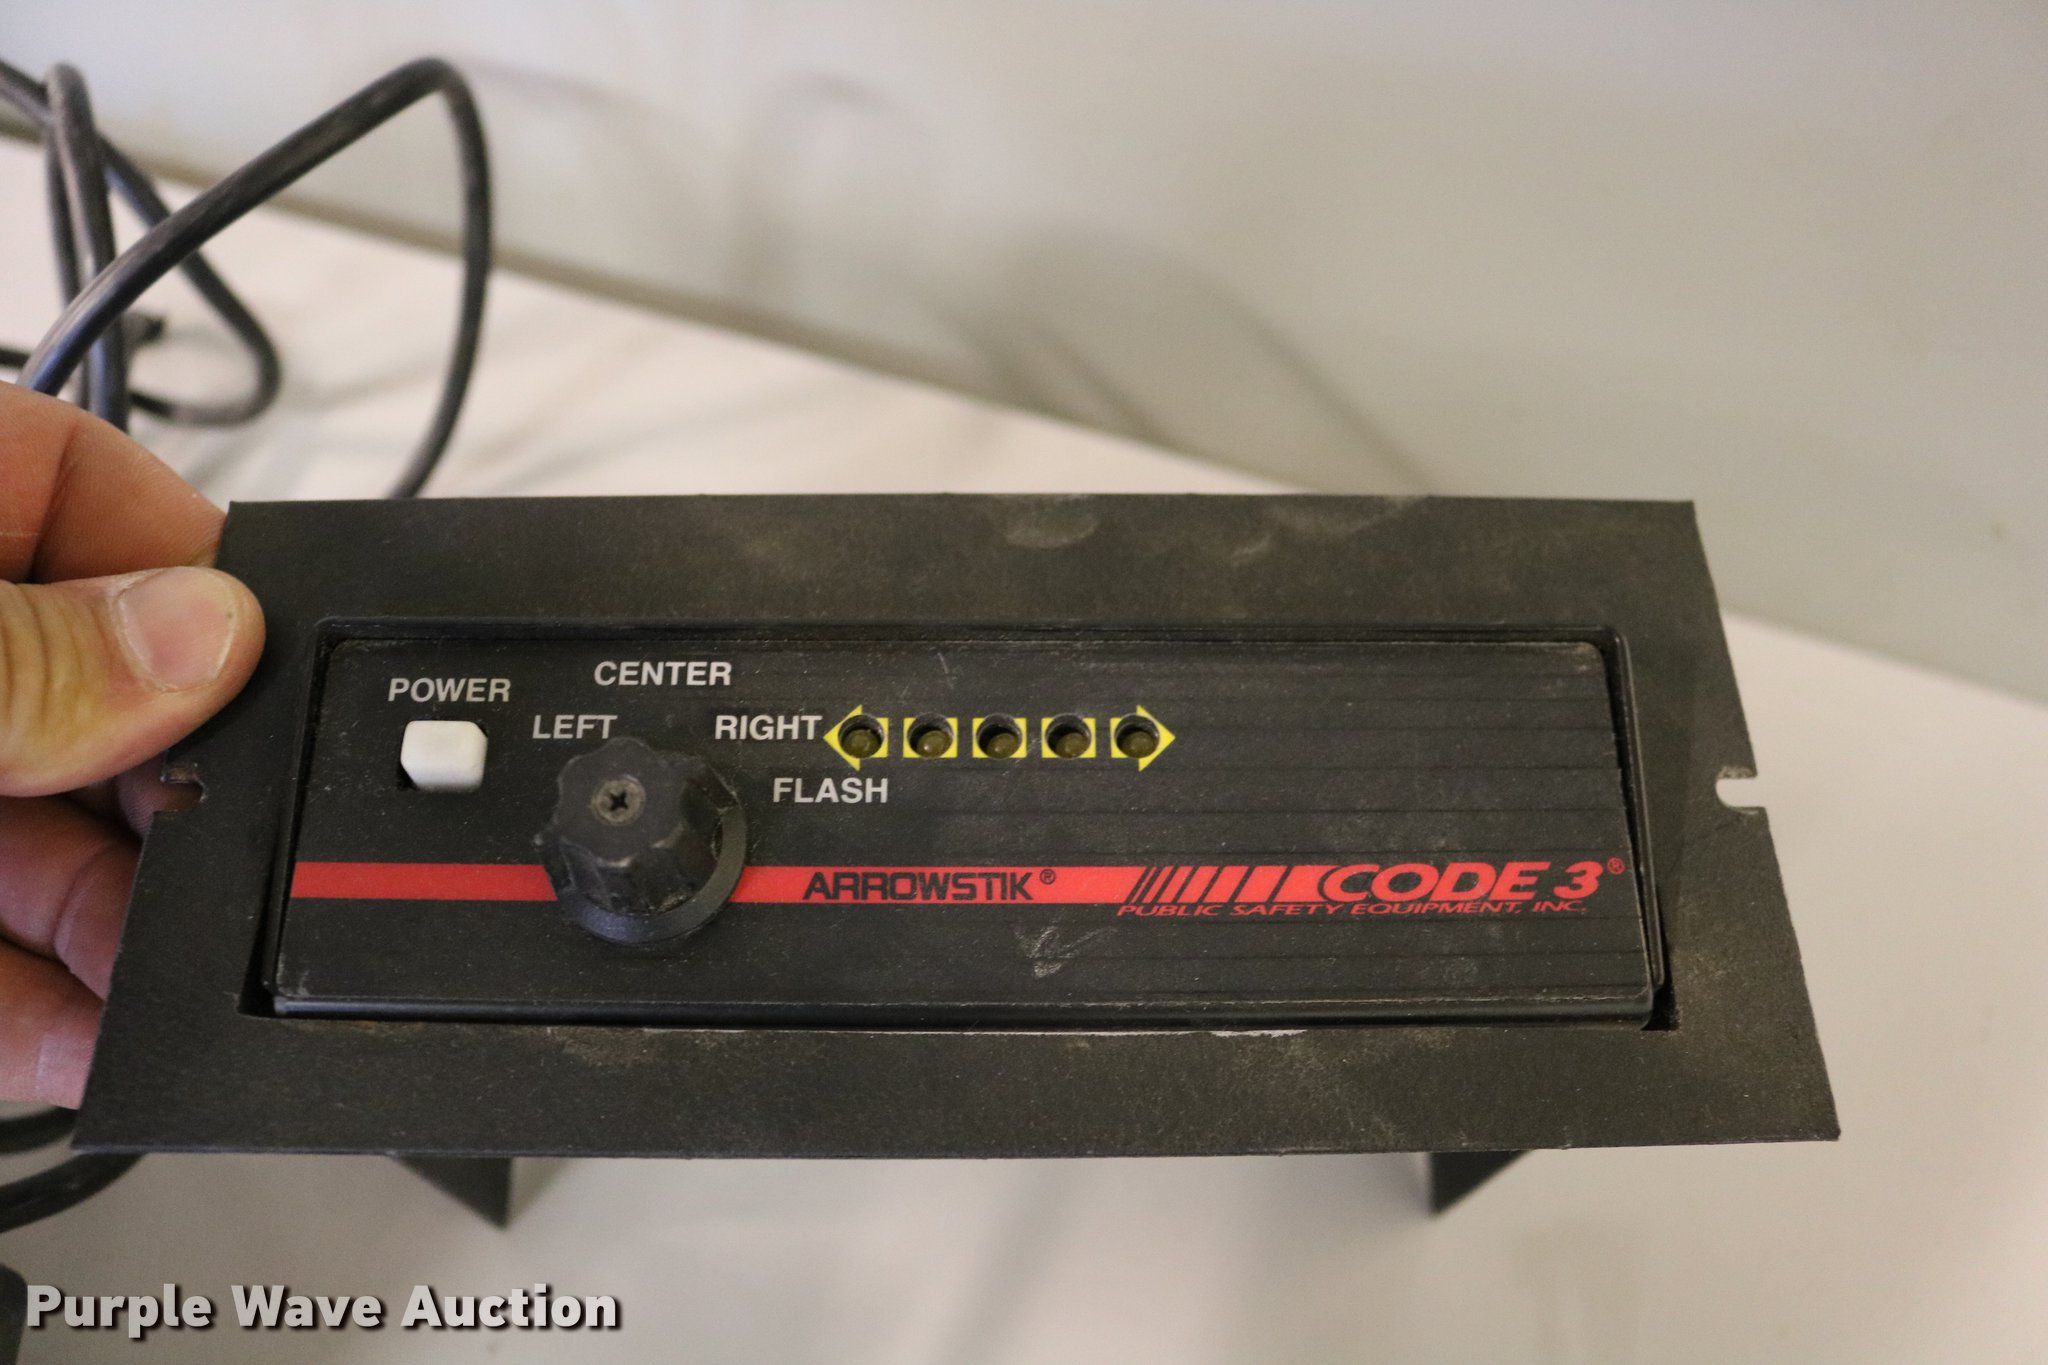 CENTER
POWER
LEFT RIGHT
FLASH
ARROWSTIK® CODE 3®
PUBLIC SAFETY EQUIPMENT, INC.
Purple Wave Auction